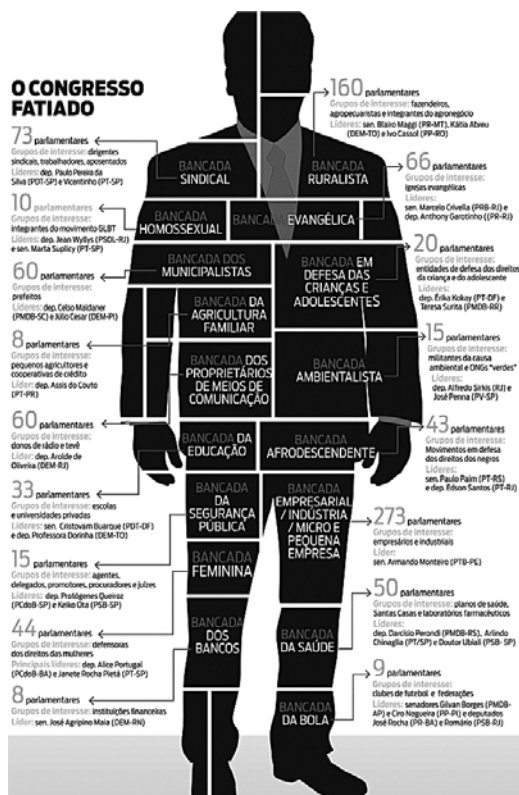 O CONGRESSO
FATIADO
73 parlamentares
Grupos de interesse: dirigentes
sindicais, trabalhadores, aposentados
Líderes: dep. Paulo Pereira da
Silva (PDT-SP) e Vicentinho (PT-SP)
10 parlamentares
Grupos de interesse:
integrantes do movimento GLBT
Líderes: dep. Jean Wyllys (PSOL-RJ)
e sen. Marta Suplicy (PT-SP)
60 parlamentares
Grupos de interesse:
prefeitos
Líderes: dep. Celso Maldaner
(PMDB-SC) e Júlio Cesar (DEM-PI)
8 parlamentares
Grupos de interesse:
pequenos agricultores e
cooperativas de crédito
Líder: dep. Assis do Couto
(PT-PR)
60 parlamentares
Grupos de interesse:
donos de rádio e tevê
Líder: dep. Arolde de
Oliveira (DEM-RJ)
33 parlamentares
Grupos de interesse: escolas
e universidades privadas
Líderes: sen. Cristovam Buarque (PDT-DF)
e dep. Professora Dorinha (DEM-TO)
15 parlamentares
Grupos de interesse: agentes,
delegados, promotores, procuradores e juízes
Líderes: dep. Protógenes Queiroz
(PCdoB-SP) e Keiko Ota (PSB-SP)
44 parlamentares
Grupos de interesse: defensoras
dos direitos das mulheres
Principais líderes: dep. Alice Portugal
(PCdoB-BA) e Janete Rocha Pietá (PT-SP)
8 parlamentares
Grupos de interesse: instituições financeiras
Líder: sen. José Agripino Maia (DEM-RN)
BANCADA
SINDICAL
BANCADA
RURALISTA
BANCADA
HOMOSSEXUAL
BANCADA EVANGÉLICA
BANCADA DOS
MUNICIPALISTAS
BANCADA EM
DEFESA DAS
CRIANÇAS E
ADOLESCENTES
BANCADA DA
AGRICULTURA
FAMILIAR
BANCADA DOS
PROPRIETÁRIOS
DE MEIOS DE
COMUNICAÇÃO
BANCADA
AMBIENTALISTA
BANCADA DA
EDUCAÇÃO
BANCADA
AFRODESCENDENTE
BANCADA
DA
SEGURANÇA
PÚBLICA
BANCADA
EMPRESARIAL
/ INDÚSTRIA
/ MICRO E
PEQUENA
EMPRESA
BANCADA
FEMININA
BANCADA
DOS
BANCOS
BANCADA
DA SAÚDE
BANCADA
DA BOLA
160 parlamentares
Grupos de interesse: fazendeiros,
agropecuaristas e integrantes do agronegócio
Líderes: sen. Blairo Maggi (PR-MT), Kátia Abreu
(DEM-TO) e Ivo Cassol (PP-RO)
66 parlamentares
Grupos de interesse:
igrejas evangélicas
Líderes:
sen. Marcelo Crivella (PRB-RJ) e
dep. Anthony Garotinho ((PR-RJ)
20 parlamentares
Grupos de interesse:
entidades de defesa dos direitos
da criança e do adolescente
Líderes:
dep. Érika Kokay (PT-DF) e
Teresa Surita (PMDB-RR)
15 parlamentares
Grupos de interesse:
militantes da causa
ambiental e ONGs "verdes"
Líderes:
dep. Alfredo Sirkis (RJ) e
José Penna (PV-SP)
43 parlamentares
Grupos de interesse:
Movimentos em defesa
dos direitos dos negros
Líderes:
sen. Paulo Paim (PT-RS)
e dep. Edson Santos (PT-RJ)
273 parlamentares
Grupos de interesse:
empresários e industriais
Líder:
sen. Armando Monteiro (PTB-PE)
50 parlamentares
Grupos de interesse: planos de saúde,
Santas Casas e laboratório farmacêuticos
Líderes:
dep. Darcísio Perondi (PMDB-RS), Arlindo
Chinaglia (PT/SP) e Doutor Ubiali (PSB- SP)
9 parlamentares
Grupos de interesse:
clubes de futebol e federações
Líderes: senadores Gilvan Borges (PMDB-
AP) e Ciro Nogueira (PP-PI) e deputados
José Rocha (PR-BA) e Romário (PSB-RJ)